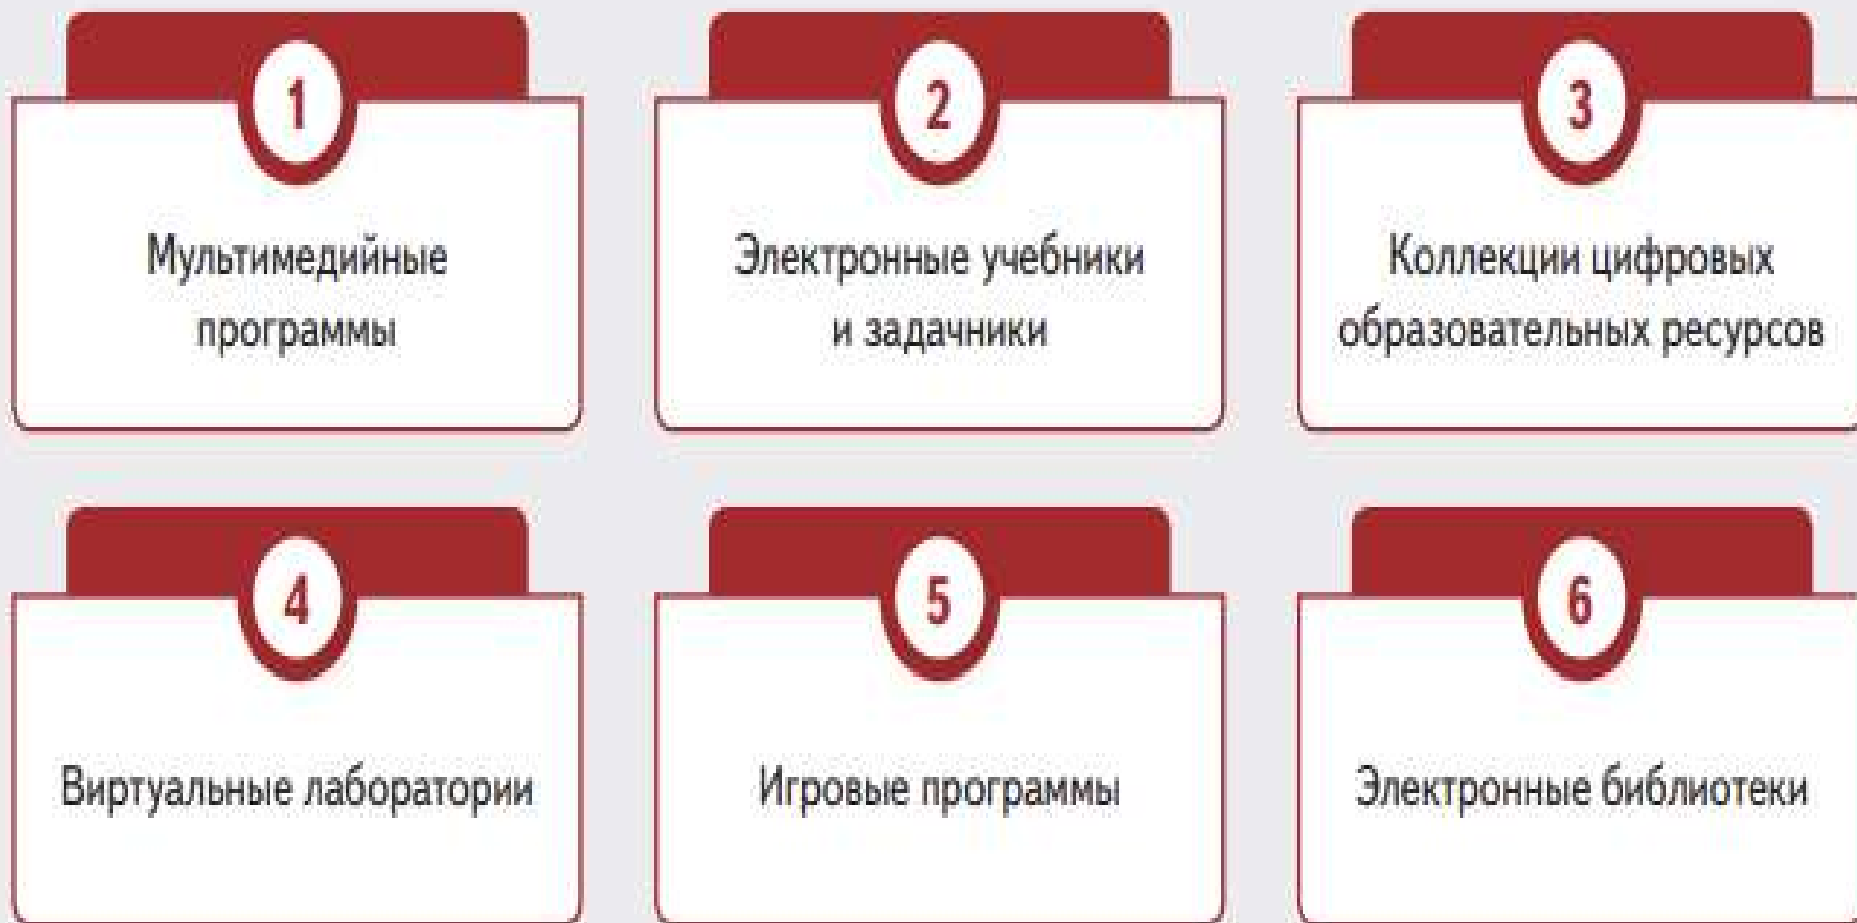 1
Мультимедийные
программы
2
Электронные учебники
и задачники
3
Коллекции цифровых
образовательных ресурсов
4
Виртуальные лаборатории
5
Игровые программы
6
Электронные библиотеки